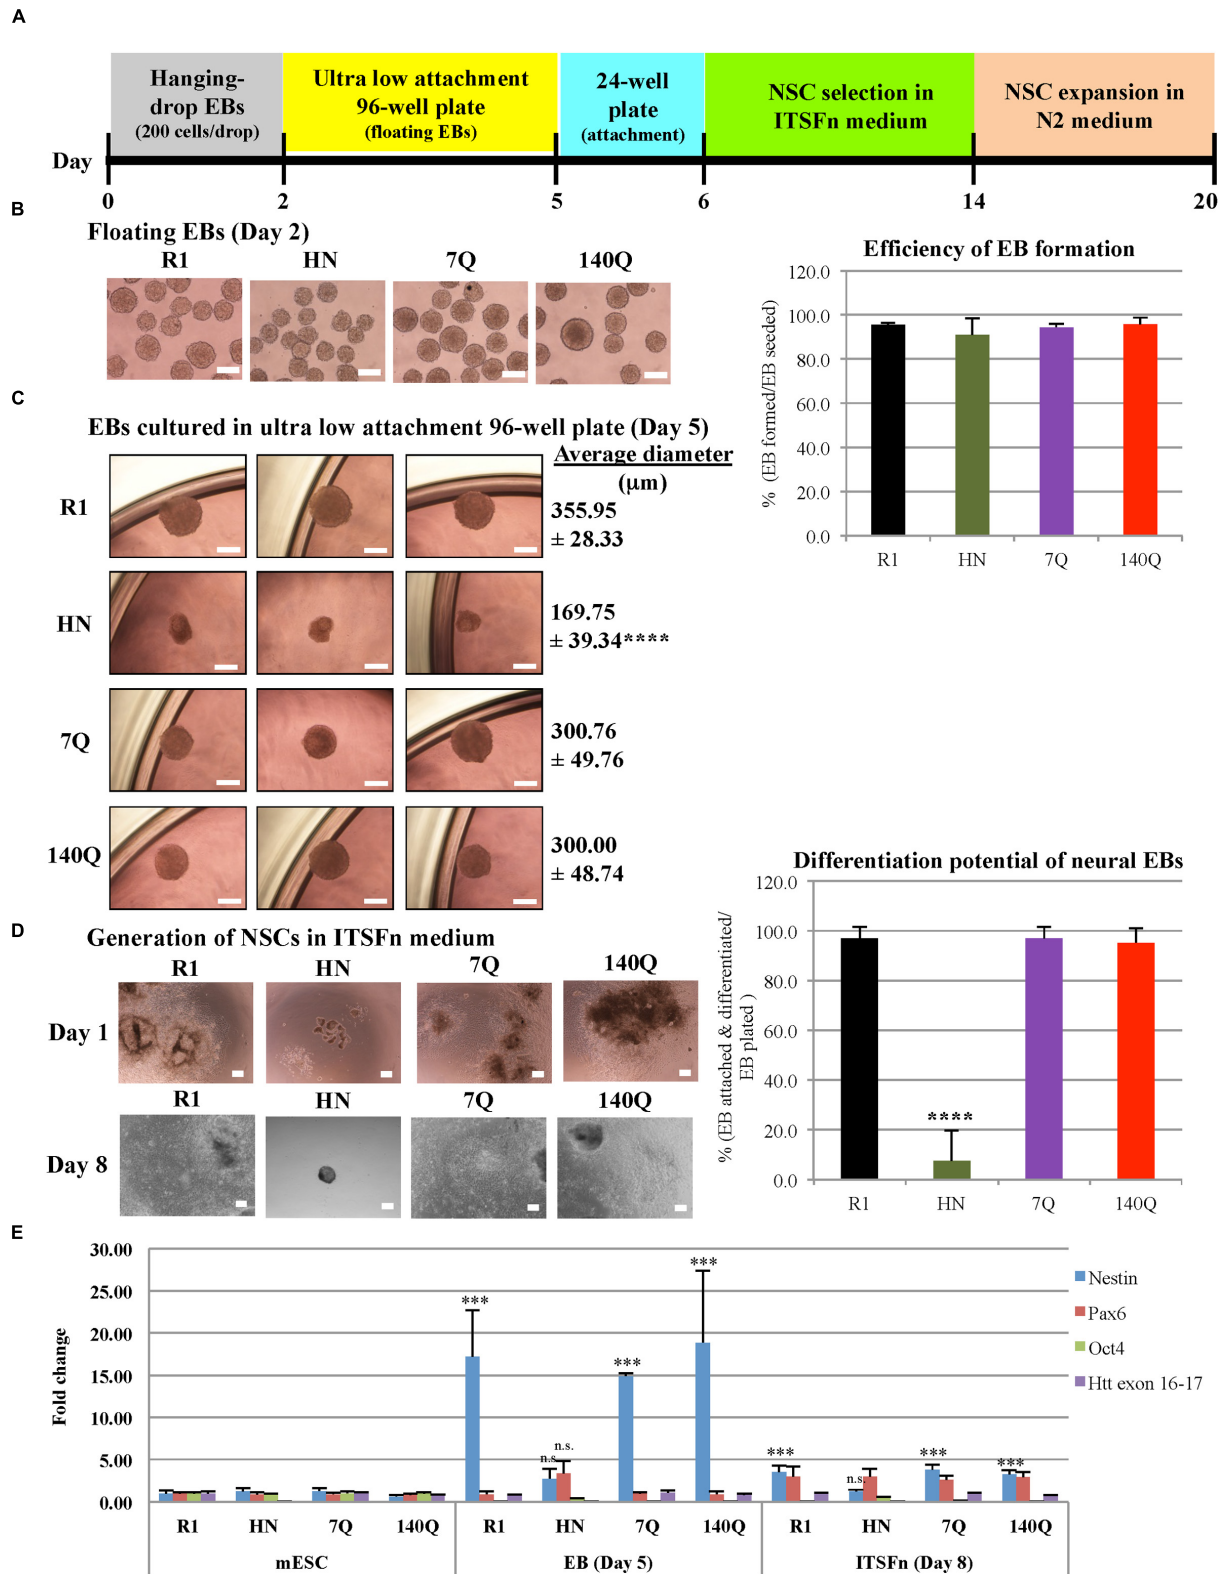 A
Hanging-
drop EBs
(200 cells/drop)
Ultra low attachment
96-well plate
(floating EBs)
24-well
plate
(attachment)
NSC selection in
ITSFn medium
NSC expansion in
N2 medium
Day
0 2 5 6 14 20
B
Floating EBs (Day 2)
R1 HN 7Q 140Q
Efficiency of EB formation
% (EB formed/EB seeded)
120.0
100.0
80.0
60.0
40.0
20.0
0.0
R1 HN 7Q 140Q
C
EBs cultured in ultra low attachment 96-well plate (Day 5)
Average diameter
(µm)
R1
355.95
± 28.33
HN
169.75
± 39.34****
7Q
300.76
± 49.76
140Q
300.00
± 48.74
Differentiation potential of neural EBs
% (EB attached & differentiated/
EB plated )
120.0
100.0
80.0
60.0
40.0
20.0
0.0
****
R1 HN 7Q 140Q
D
Generation of NSCs in ITSFn medium
R1 HN 7Q 140Q
Day 1
R1 HN 7Q 140Q
Day 8
E
Fold change
30.00
25.00
20.00
15.00
10.00
5.00
0.00
*** n.s. n.s. *** *** *** n.s. *** ***
R1 HN 7Q 140Q R1 HN 7Q 140Q R1 HN 7Q 140Q
mESC EB (Day 5) ITSFn (Day 8)
Nestin
Pax6
Oct4
Htt exon 16-17